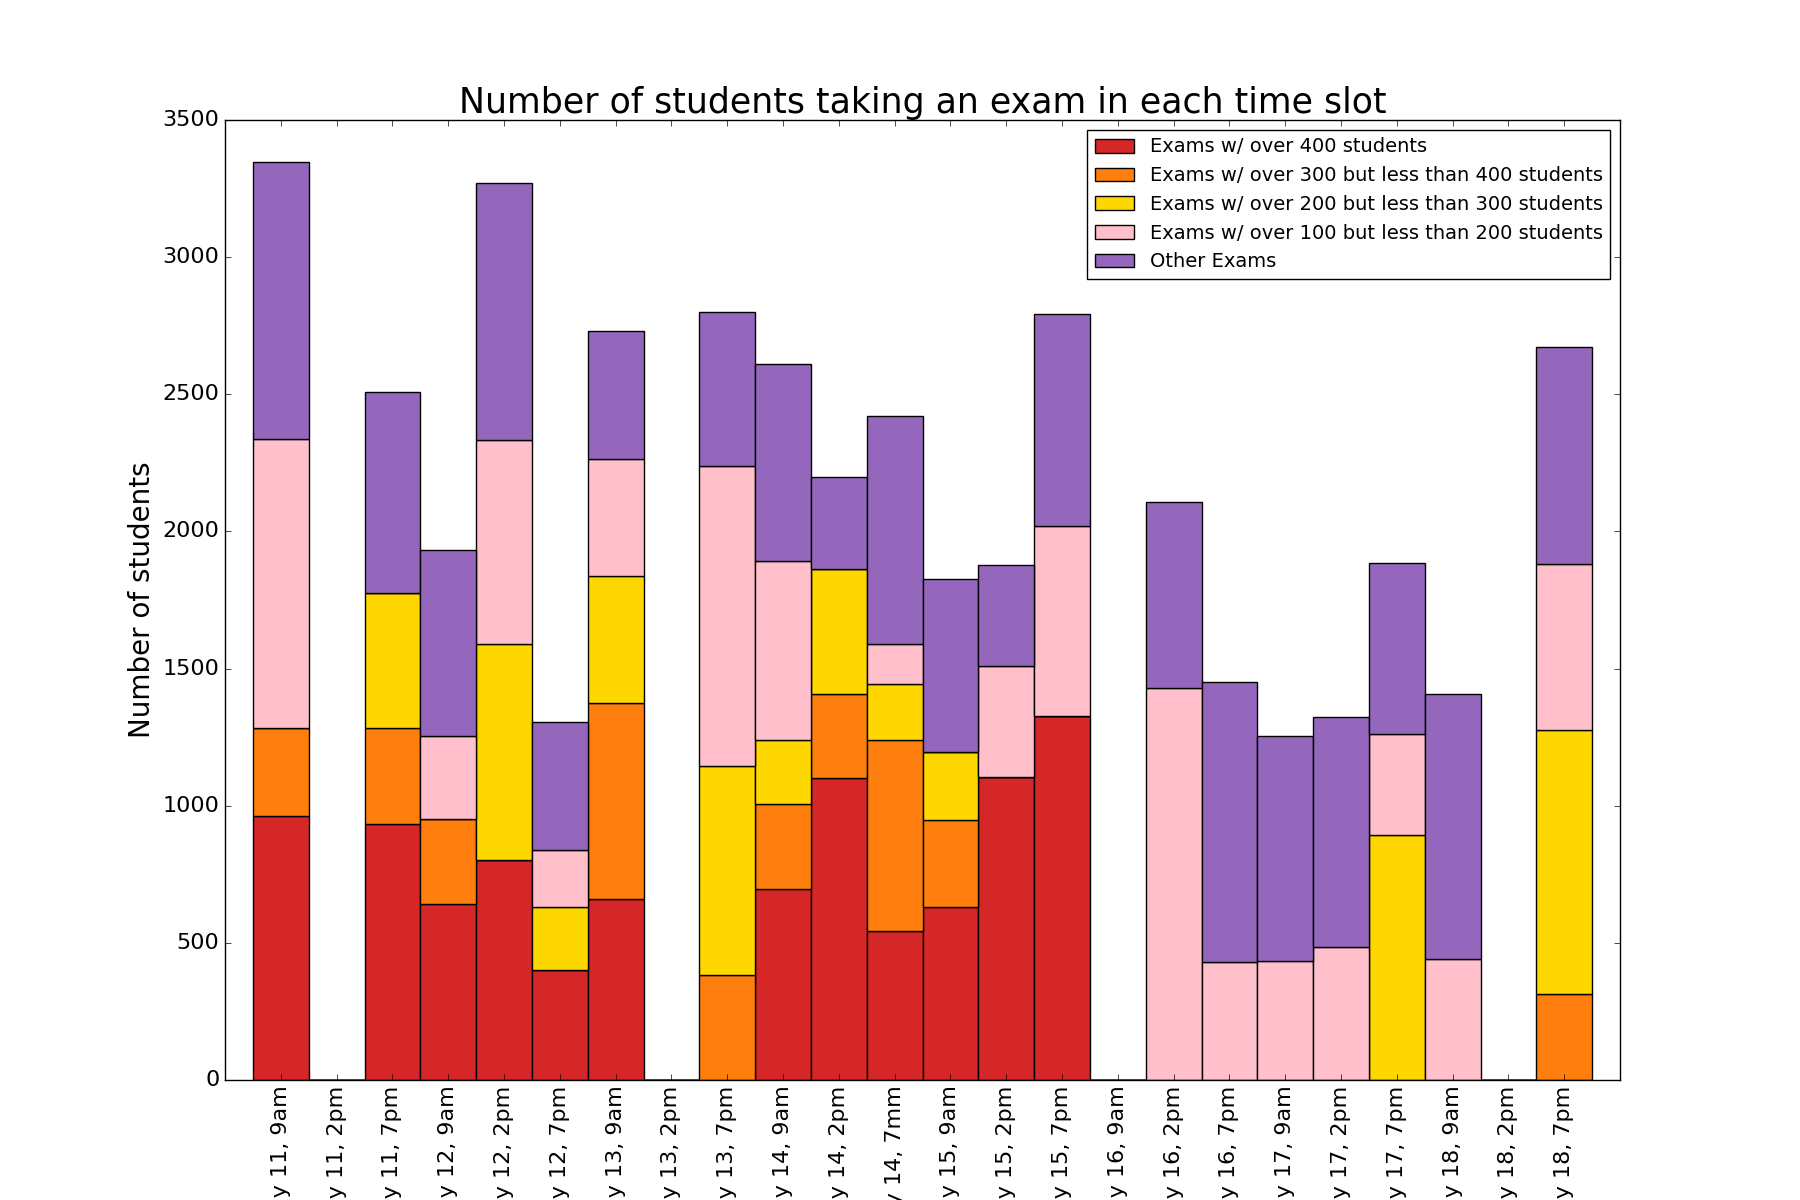 Number of students taking an exam in each time slot
Exams w/ over 400 students
Exams w/ over 300 but less than 400 students
Exams w/ over 200 but less than 300 students
Exams w/ over 100 but less than 200 students
Other Exams
Number of students
3500
3000
2500
2000
1500
1000
500
0
y 11, 9am
y 11, 2pm
y 11, 7pm
y 12, 9am
y 12, 2pm
y 12, 7pm
y 13, 9am
y 13, 2pm
y 13, 7pm
y 14, 9am
y 14, 2pm
y 14, 7mm
y 15, 9am
y 15, 2pm
y 15, 7pm
y 16, 9am
y 16, 2pm
y 16, 7pm
y 17, 9am
y 17, 2pm
y 17, 7pm
y 18, 9am
y 18, 2pm
y 18, 7pm